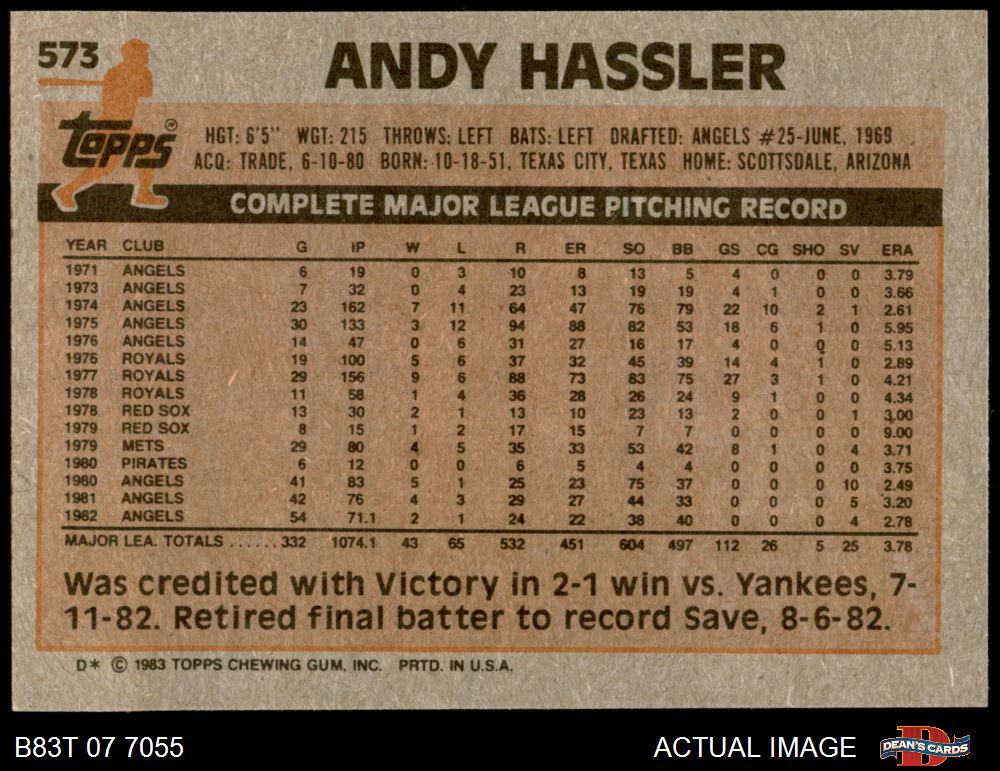 573
ANDY HASSLER
Topps®
HGT: 6'5" WGT: 215 THROWS: LEFT BATS: LEFT DRAFTED: ANGELS #25-JUNE, 1969
ACQ: TRADE, 6-10-80 BORN: 10-18-51, TEXAS CITY, TEXAS HOME: SCOTTSDALE, ARIZONA
COMPLETE MAJOR LEAGUE PITCHING RECORD
YEAR CLUB G IP W L R ER SO BB GS CG SHO SV ERA
1971 ANGELS 6 19 0 3 10 8 13 5 4 0 0 0 3.79
1973 ANGELS 7 32 0 4 23 13 19 19 4 1 0 0 3.66
1974 ANGELS 23 162 7 11 64 47 76 79 22 10 2 1 2.61
1975 ANGELS 30 133 3 12 94 88 82 53 18 6 1 0 5.95
1976 ANGELS 14 47 0 6 31 27 16 17 4 0 0 0 5.13
1976 ROYALS 19 100 5 6 37 32 45 39 14 4 1 0 2.89
1977 ROYALS 29 156 9 6 88 73 83 75 27 3 1 0 4.21
1978 ROYALS 11 58 1 4 36 28 26 24 9 1 0 0 4.34
1978 RED SOX 13 30 2 1 13 10 23 13 2 0 0 1 3.00
1979 RED SOX 8 15 1 2 17 15 7 7 0 0 0 0 9.00
1979 METS 29 80 4 5 35 33 53 42 8 1 0 4 3.71
1980 PIRATES 6 12 0 0 6 5 4 4 0 0 0 0 3.75
1980 ANGELS 41 83 5 1 25 23 75 37 0 0 0 10 2.49
1981 ANGELS 42 76 4 3 29 27 44 33 0 0 0 5 3.20
1982 ANGELS 54 71.1 2 1 24 22 38 40 0 0 0 4 2.78
MAJOR LEA. TOTALS ...... 332 1074.1 43 65 532 451 604 497 112 26 5 25 3.78
Was credited with Victory in 2-1 win vs. Yankees, 7-
11-82. Retired final batter to record Save, 8-6-82.
D* © 1983 TOPPS CHEWING GUM, INC. PRTD. IN U.S.A.
B83T 07 7055 ACTUAL IMAGE DEAN'S CARDS